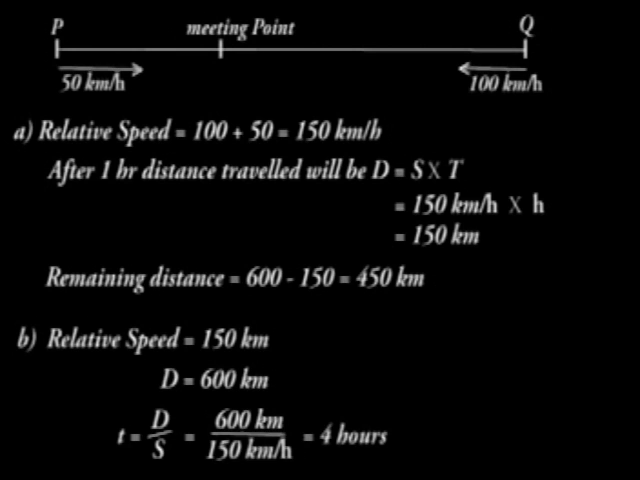 P meeting Point Q
50 km/h 100 km/h
a) Relative Speed = 100 + 50 = 150 km/h
After 1 hr distance travelled will be D = S X T
= 150 km/h X h
= 150 km
Remaining distance = 600 - 150 = 450 km
b) Relative Speed = 150 km
D = 600 km
t = D/S = 600 km/150 km/h = 4 hours